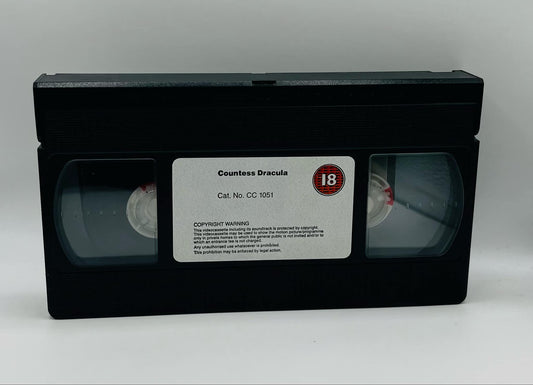 Countess Dracula
18
Cat. No. CC 1051
COPYRIGHT WARNING
This videocassette including its soundtrack is protected by copyright.
This videocassette may be used to show the motion picture/programme
only in private homes to which the general public is not invited and/or to
which an entrance fee is not charged.
Any unauthorised use whatsoever is prohibited.
This prohibition may be enforced by legal action.